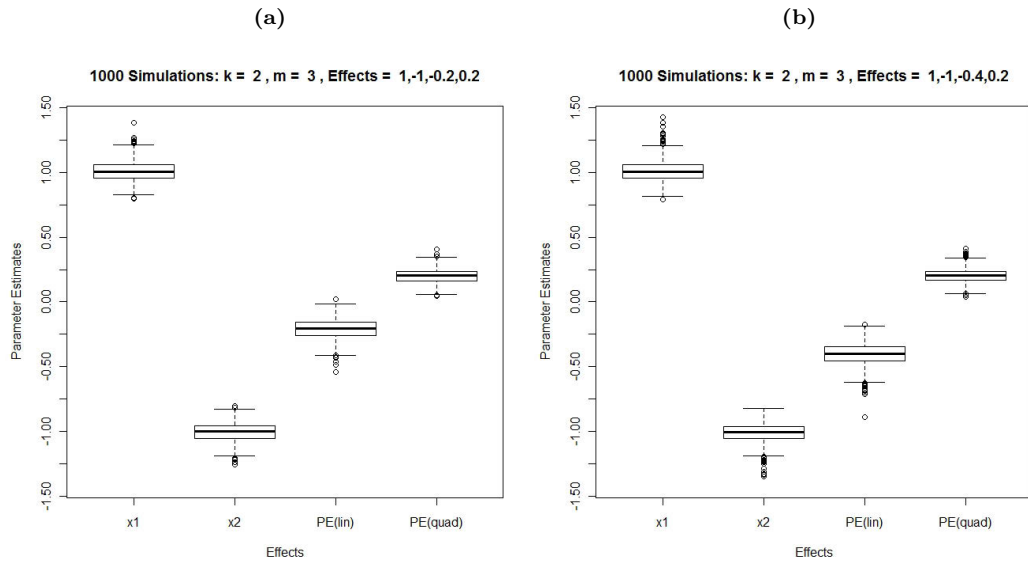 (a)
1000 Simulations: k = 2 , m = 3 , Effects = 1,-1,-0.2,0.2
Parameter Estimates
1.50
1.00
0.50
0.00
-0.50
-1.00
-1.50
x1 x2 PE(lin) PE(quad)
Effects
(b)
1000 Simulations: k = 2 , m = 3 , Effects = 1,-1,-0.4,0.2
Parameter Estimates
1.50
1.00
0.50
0.00
-0.50
-1.00
-1.50
x1 x2 PE(lin) PE(quad)
Effects